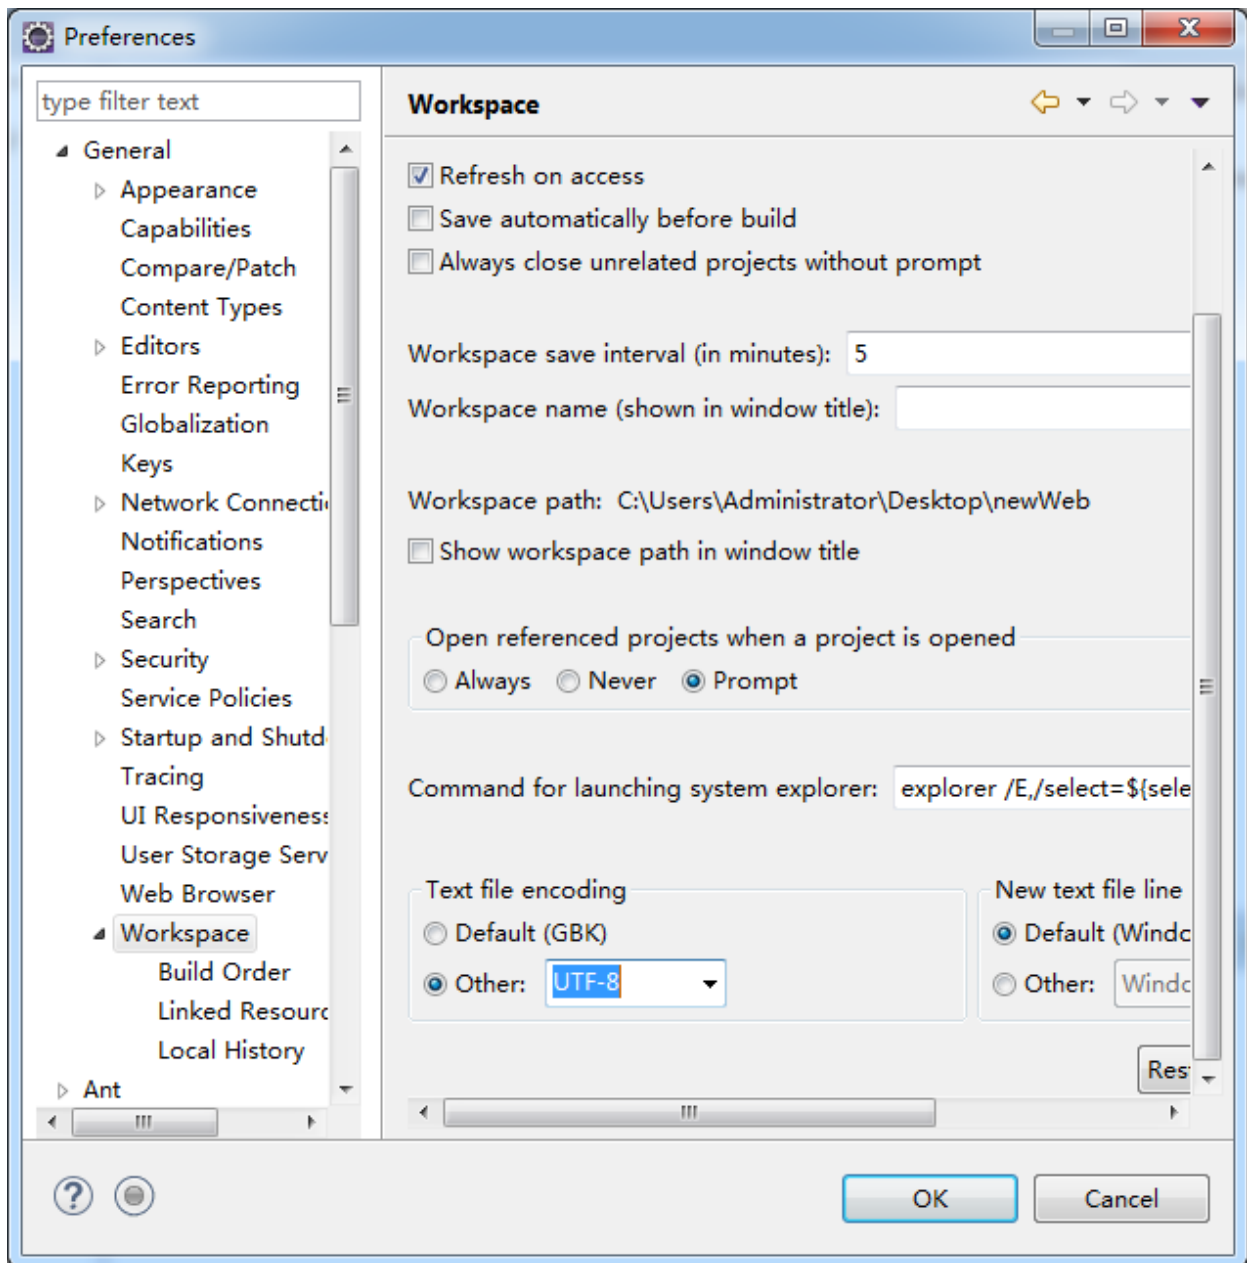 Preferences
type filter text
General
Appearance
Capabilities
Compare/Patch
Content Types
Editors
Error Reporting
Globalization
Keys
Network Connecti
Notifications
Perspectives
Search
Security
Service Policies
Startup and Shutd
Tracing
UI Responsiveness
User Storage Serv
Web Browser
Workspace
Build Order
Linked Resourc
Local History
Ant
Workspace
Refresh on access
Save automatically before build
Always close unrelated projects without prompt
Workspace save interval (in minutes): 5
Workspace name (shown in window title):
Workspace path: C:\Users\Administrator\Desktop\newWeb
Show workspace path in window title
Open referenced projects when a project is opened
Always Never Prompt
Command for launching system explorer: explorer /E,/select=${sele
Text file encoding
Default (GBK)
Other: UTF-8
New text file line
Default (Windo
Other: Windo
Res
OK Cancel